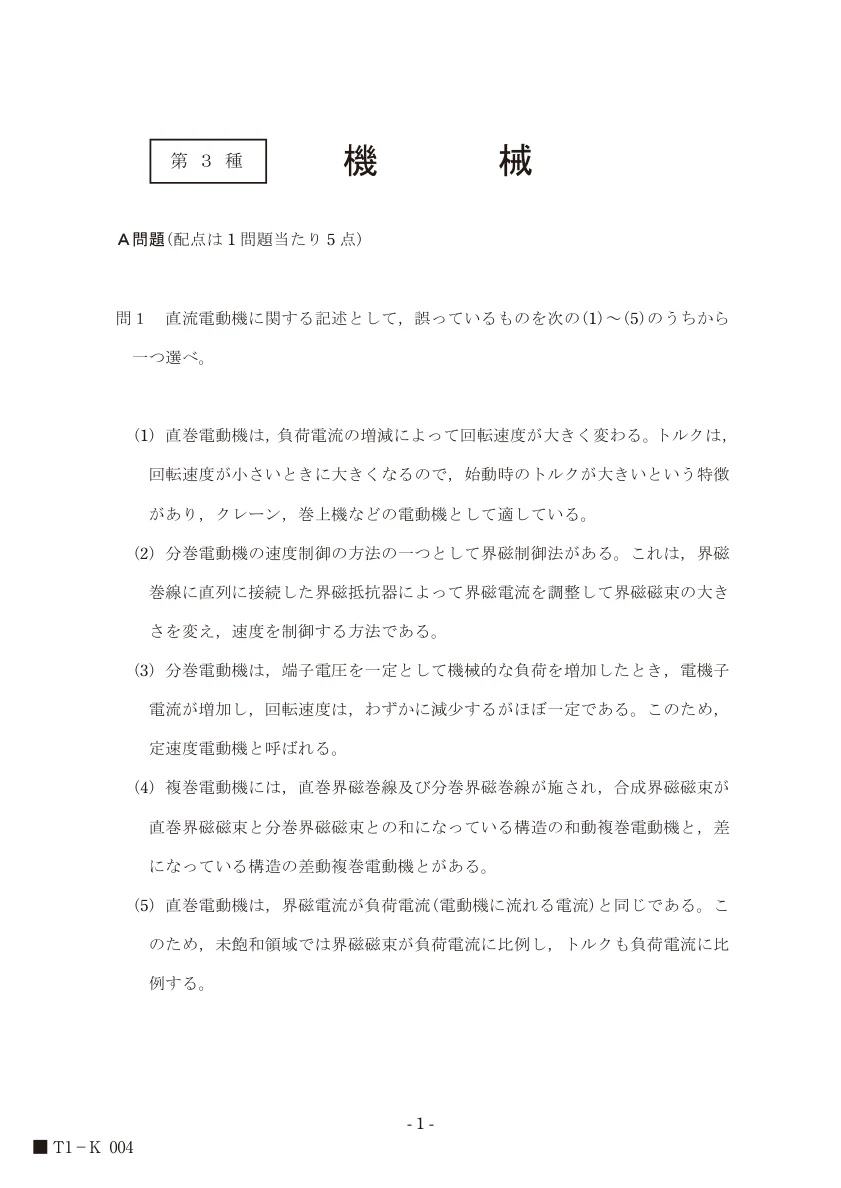 第 3 種
機 械
A問題(配点は1問題当たり5点)
問1 直流電動機に関する記述として，誤っているものを次の(1)～(5)のうちから
一つ選べ。
(1) 直巻電動機は，負荷電流の増減によって回転速度が大きく変わる。トルクは，
回転速度が小さいときに大きくなるので，始動時のトルクが大きいという特徴
があり，クレーン，巻上機などの電動機として適している。
(2) 分巻電動機の速度制御の方法の一つとして界磁制御法がある。これは，界磁
巻線に直列に接続した界磁抵抗器によって界磁電流を調整して界磁磁束の大き
さを変え，速度を制御する方法である。
(3) 分巻電動機は，端子電圧を一定として機械的な負荷を増加したとき，電機子
電流が増加し，回転速度は，わずかに減少するがほぼ一定である。このため，
定速度電動機と呼ばれる。
(4) 複巻電動機には，直巻界磁巻線及び分巻界磁巻線が施され，合成界磁磁束が
直巻界磁磁束と分巻界磁磁束との和になっている構造の和動複巻電動機と，差
になっている構造の差動複巻電動機とがある。
(5) 直巻電動機は，界磁電流が負荷電流(電動機に流れる電流)と同じである。こ
のため，未飽和領域では界磁磁束が負荷電流に比例し，トルクも負荷電流に比
例する。
- 1 -
■ T1－K 004